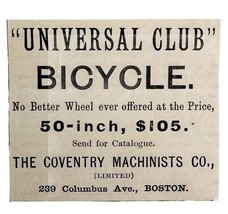 "UNIVERSAL CLUB"
BICYCLE.
No Better Wheel ever offered at the Price,
50-inch, $105.
Send for Catalogue.
THE COVENTRY MACHINISTS CO.,
(LIMITED)
239 Columbus Ave., BOSTON.